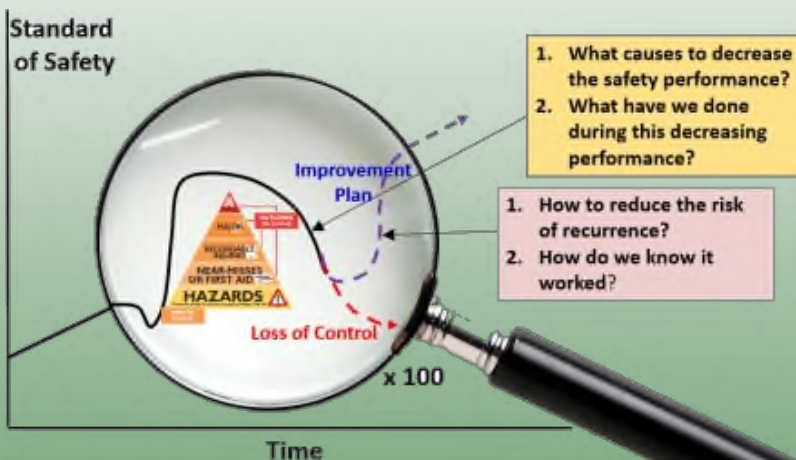 Standard
of Safety
1. What causes to decrease
the safety performance?
2. What have we done
during this decreasing
performance?
Improvement
Plan
1. How to reduce the risk
of recurrence?
2. How do we know it
worked?
NEAR-MISSES
OR FIRST AID
HAZARDS
Loss of Control
x 100
Time